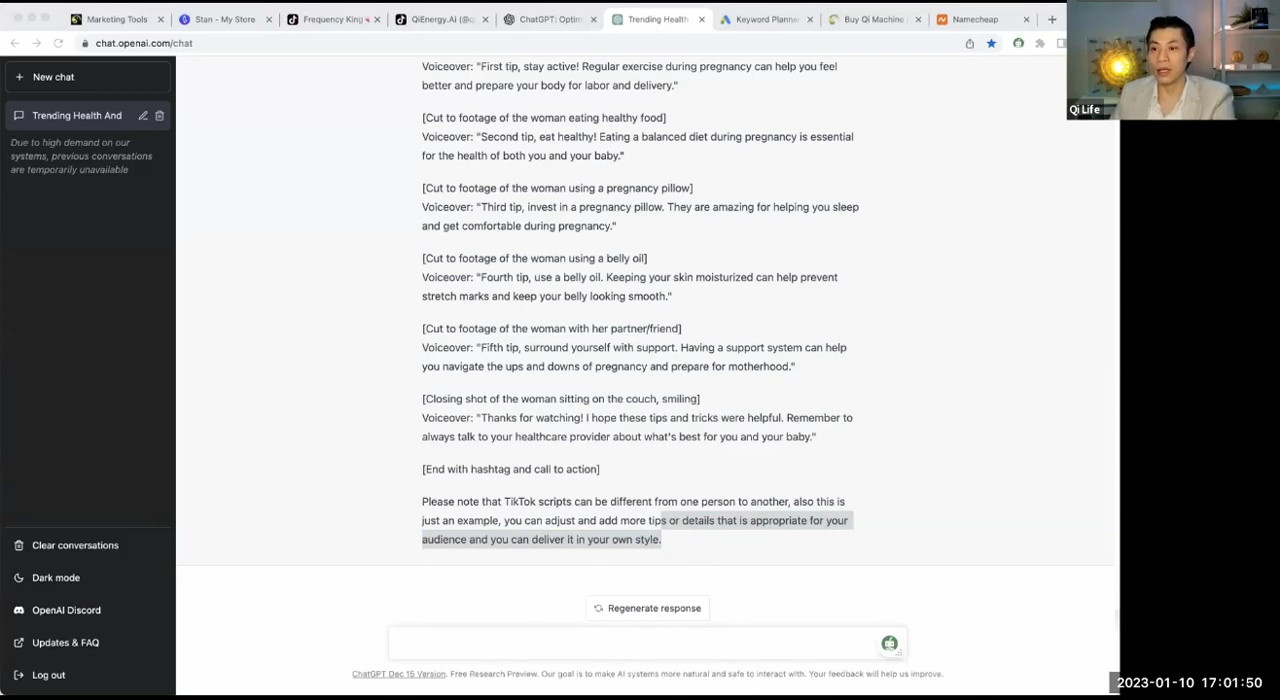 Marketing Tools
Stan - My Store
Frequency King
QiEnergy.Ai (@q
ChatGPT: Optim
Trending Health
Keyword Planne
Buy Qi Machine
Namecheap
chat.openai.com/chat
Qi Life
New chat
Trending Health And
Due to high demand on our
systems, previous conversations
are temporarily unavailable
Voiceover: "First tip, stay active! Regular exercise during pregnancy can help you feel
better and prepare your body for labor and delivery."
[Cut to footage of the woman eating healthy food]
Voiceover: "Second tip, eat healthy! Eating a balanced diet during pregnancy is essential
for the health of both you and your baby."
[Cut to footage of the woman using a pregnancy pillow]
Voiceover: "Third tip, invest in a pregnancy pillow. They are amazing for helping you sleep
and get comfortable during pregnancy."
[Cut to footage of the woman using a belly oil]
Voiceover: "Fourth tip, use a belly oil. Keeping your skin moisturized can help prevent
stretch marks and keep your belly looking smooth."
[Cut to footage of the woman with her partner/friend]
Voiceover: "Fifth tip, surround yourself with support. Having a support system can help
you navigate the ups and downs of pregnancy and prepare for motherhood."
[Closing shot of the woman sitting on the couch, smiling]
Voiceover: "Thanks for watching! I hope these tips and tricks were helpful. Remember to
always talk to your healthcare provider about what's best for you and your baby."
[End with hashtag and call to action]
Please note that TikTok scripts can be different from one person to another, also this is
just an example, you can adjust and add more tips or details that is appropriate for your
audience and you can deliver it in your own style.
Clear conversations
Dark mode
OpenAI Discord
Updates & FAQ
Log out
Regenerate response
ChatGPT Dec 15 Version. Free Research Preview. Our goal is to make AI systems more natural and safe to interact with. Your feedback will help us improve.
2023-01-10 17:01:50